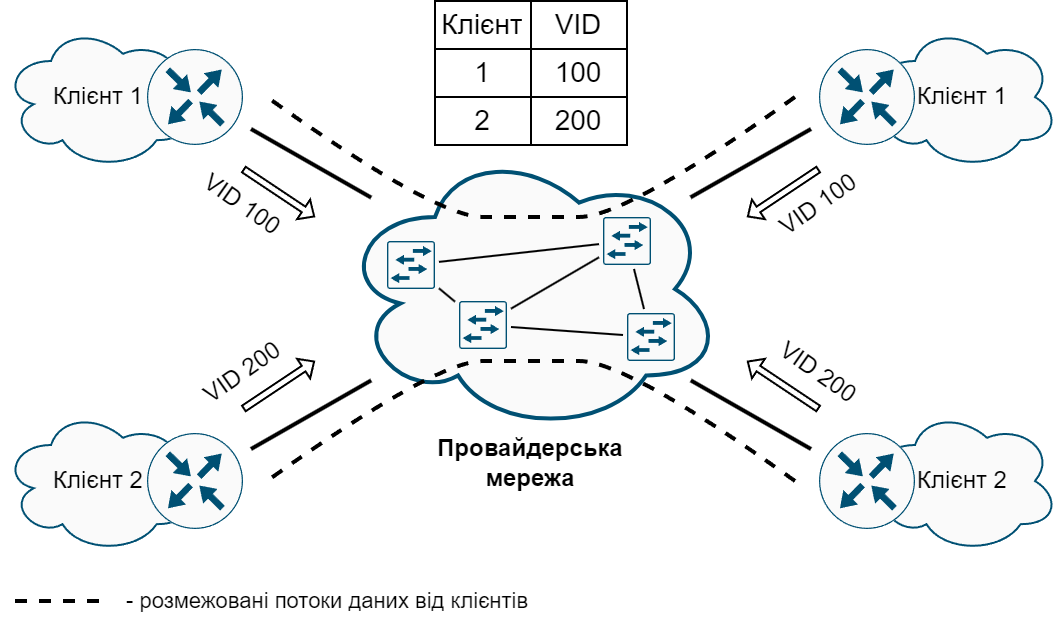 Клієнт VID
1 100
2 200
Клієнт 1
Клієнт 1
VID 100
VID 100
VID 200
VID 200
Провайдерська
мережа
Клієнт 2
Клієнт 2
- розмежовані потоки даних від клієнтів